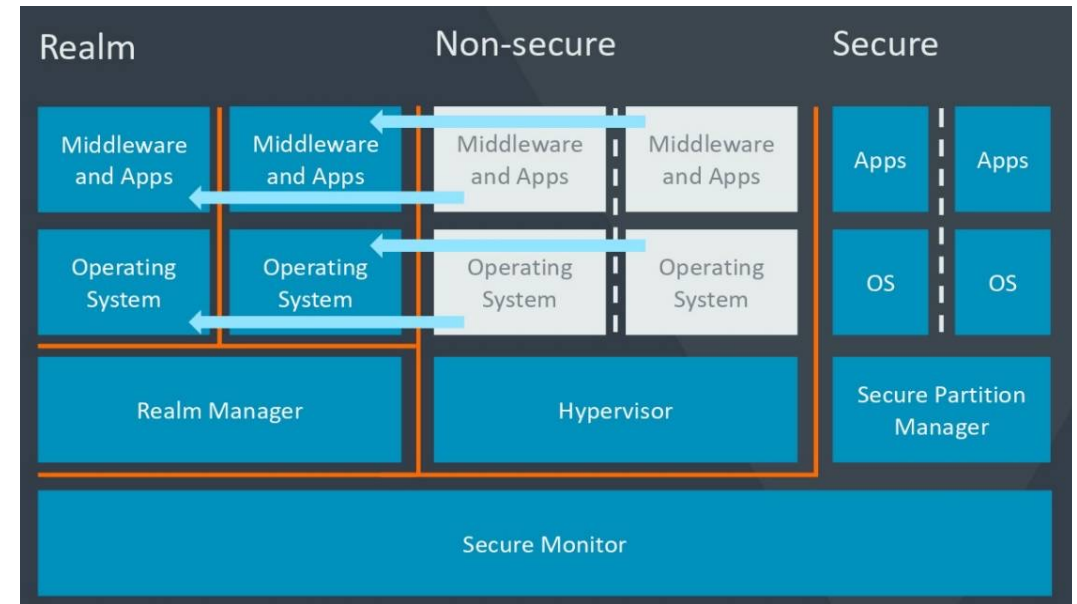 Realm
Non-secure
Secure
Middleware
and Apps
Middleware
and Apps
Middleware
and Apps
Middleware
and Apps
Apps
Apps
Operating
System
Operating
System
Operating
System
Operating
System
OS
OS
Realm Manager
Hypervisor
Secure Partition
Manager
Secure Monitor